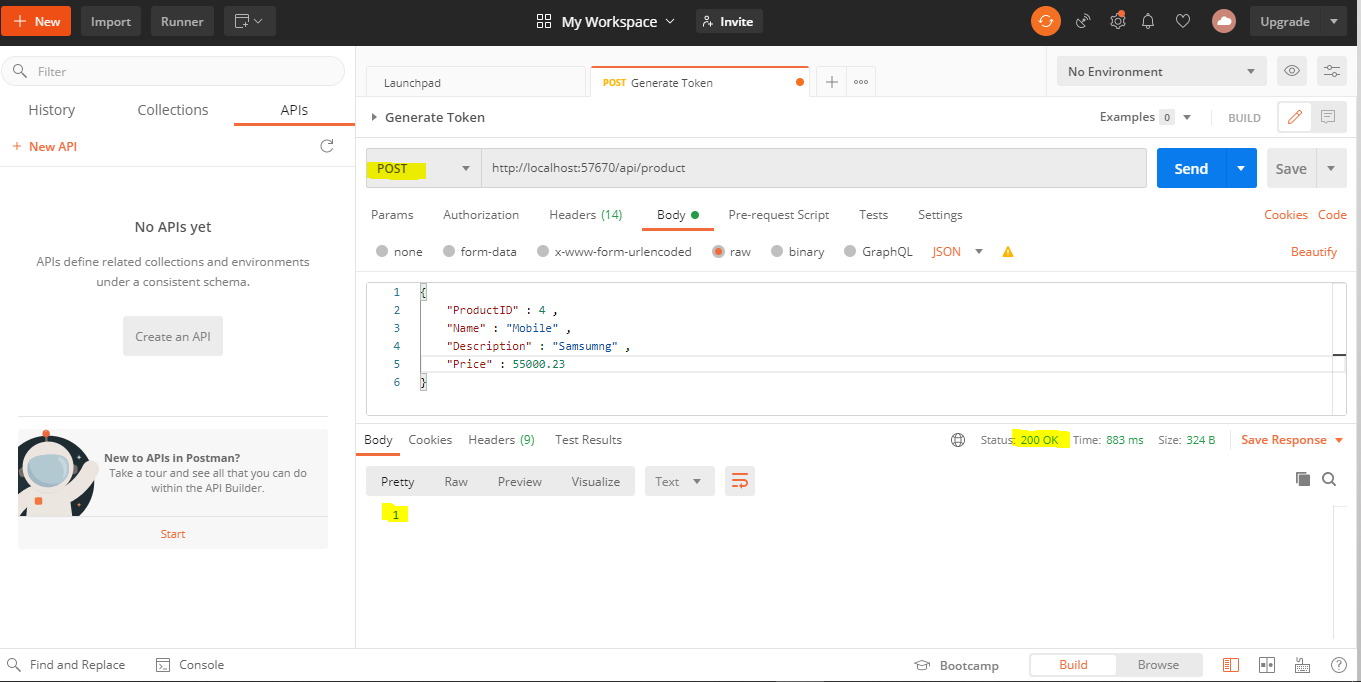 New Import Runner My Workspace Invite Upgrade
Filter
Launchpad POST Generate Token No Environment
History Collections APIs
Generate Token Examples 0 BUILD
New API
POST http://localhost:57670/api/product Send Save
Params Authorization Headers (14) Body Pre-request Script Tests Settings Cookies Code
No APIs yet
none form-data x-www-form-urlencoded raw binary GraphQL JSON Beautify
APIs define related collections and environments
under a consistent schema.
Create an API
1 {
2 "ProductID" : 4 ,
3 "Name" : "Mobile" ,
4 "Description" : "Samsumng" ,
5 "Price" : 55000.23
6 }
Body Cookies Headers (9) Test Results Status: 200 OK Time: 883 ms Size: 324 B Save Response
New to APIs in Postman?
Take a tour and see all that you can do
within the API Builder.
Start
Pretty Raw Preview Visualize Text
1
Find and Replace Console Bootcamp Build Browse